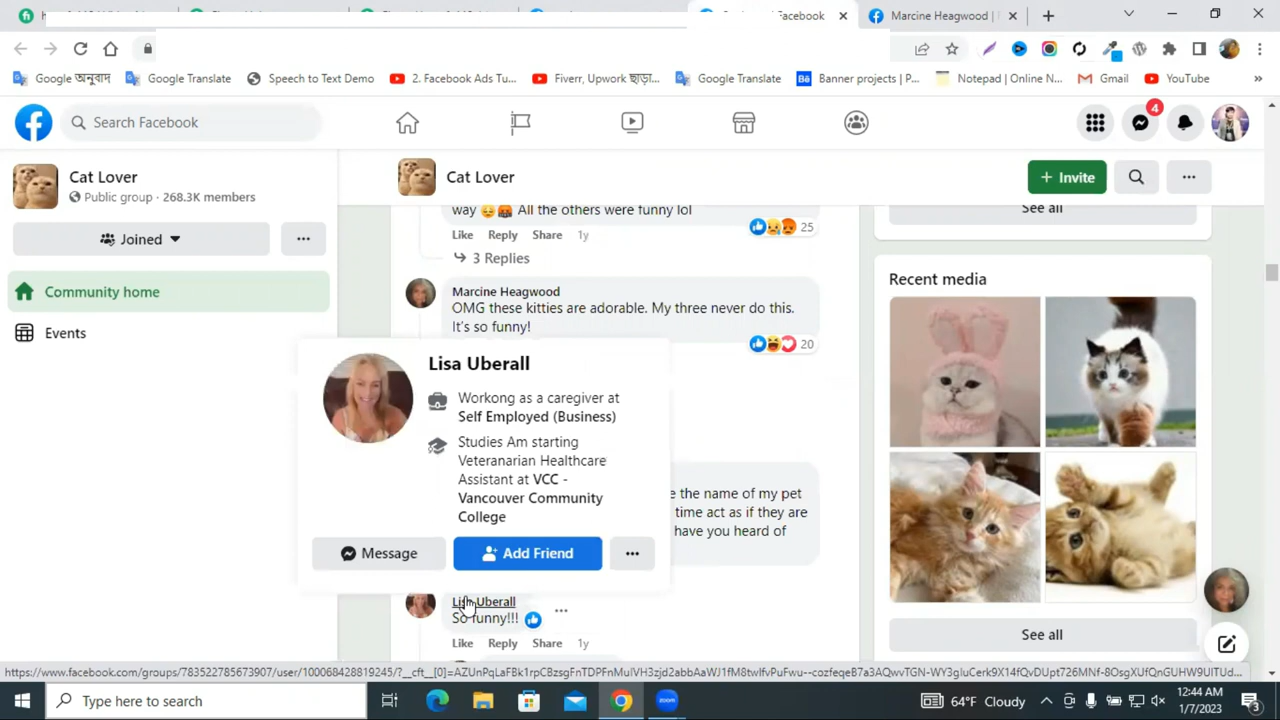 Facebook
Marcine Heagwood |
Google অনুবাদ
Google Translate
Speech to Text Demo
2. Facebook Ads Tu...
Fiverr, Upwork ছাড়া...
Google Translate
Bē
Banner projects | P...
Notepad | Online N...
Gmail
YouTube
Search Facebook
4
Cat Lover
Public group · 268.3K members
Joined
Community home
Events
Cat Lover
+ Invite
way 😔🤬 All the others were funny lol
25
Like Reply Share 1y
3 Replies
Marcine Heagwood
OMG these kitties are adorable. My three never do this.
It's so funny!
20
Lisa Uberall
Workong as a caregiver at
Self Employed (Business)
Studies Am starting
Veteranarian Healthcare
Assistant at VCC -
Vancouver Community
College
Message
Add Friend
e the name of my pet
time act as if they are
have you heard of
Lisa Uberall
So funny!!!
Like Reply Share 1y
See all
Recent media
See all
Type here to search
zoom
64°F Cloudy
12:44 AM
1/7/2023
3